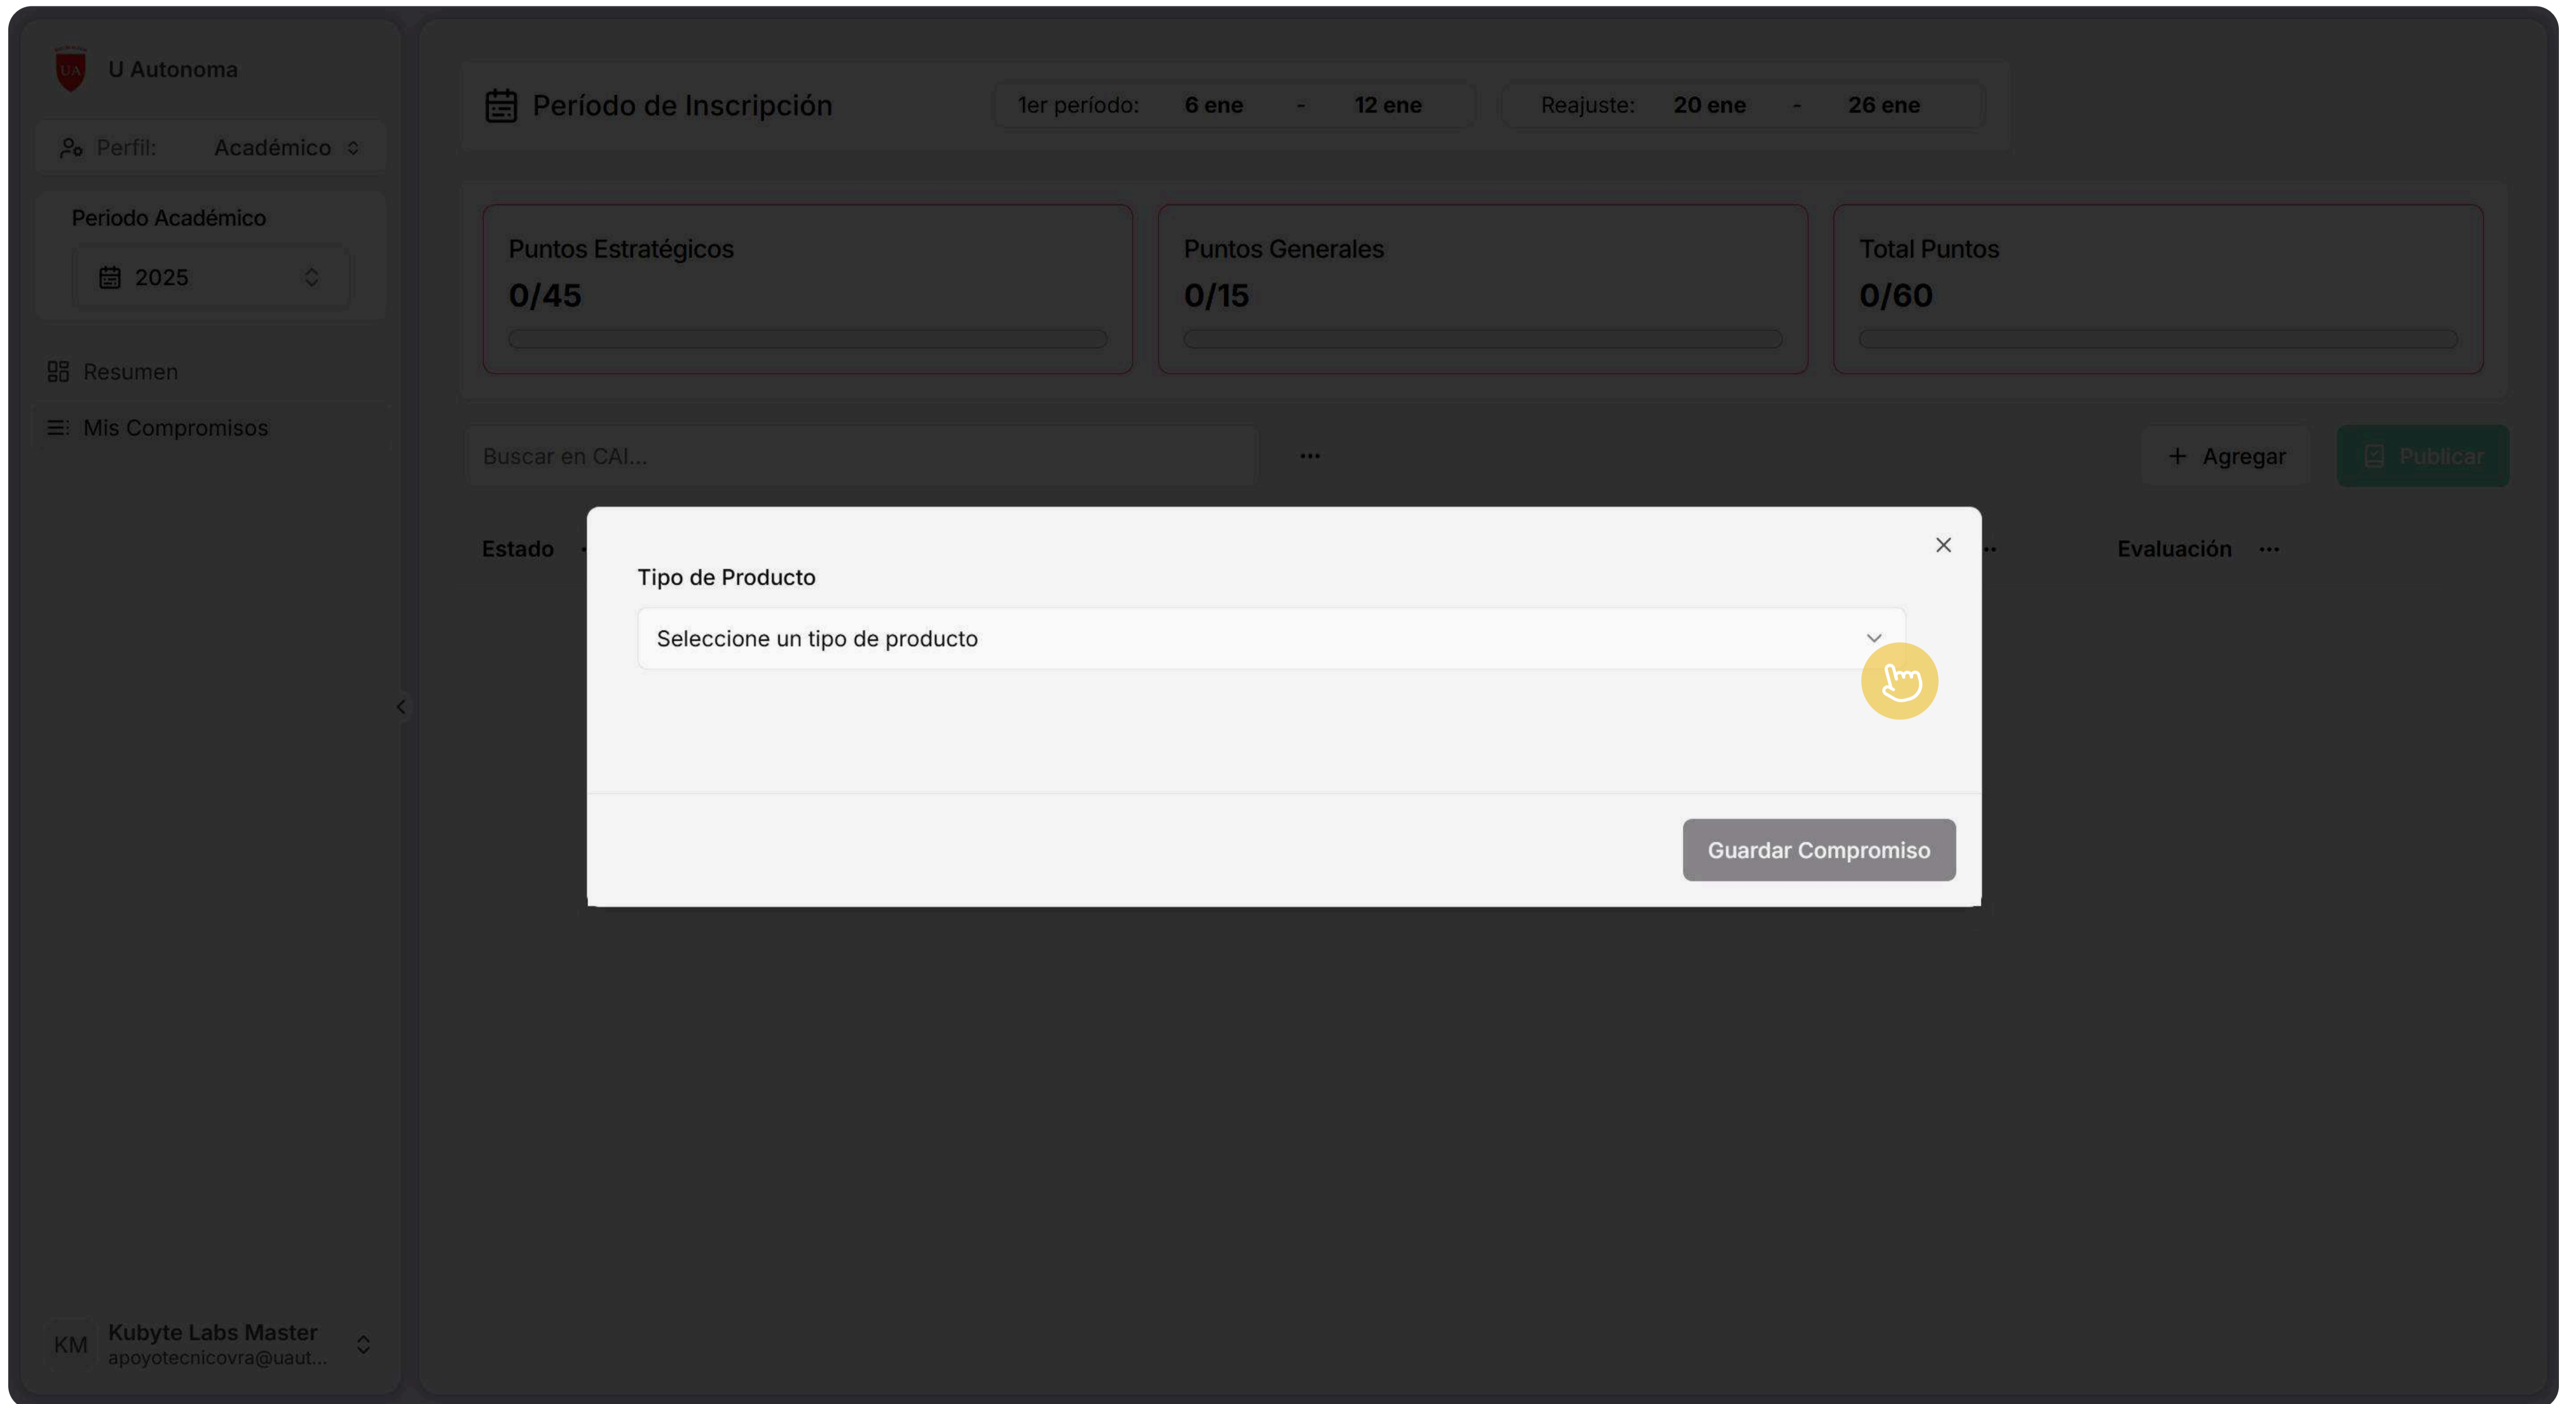 UA
U Autonoma
Perfil: Académico
Periodo Académico
2025
Resumen
Mis Compromisos
Período de Inscripción
1er período: 6 ene - 12 ene
Reajuste: 20 ene - 26 ene
Puntos Estratégicos
0/45
Puntos Generales
0/15
Total Puntos
0/60
Buscar en CAI...
Agregar
Publicar
Estado
Evaluación
Tipo de Producto
Seleccione un tipo de producto
Guardar Compromiso
KM
Kubyte Labs Master
apoyotecnicovra@uaut...